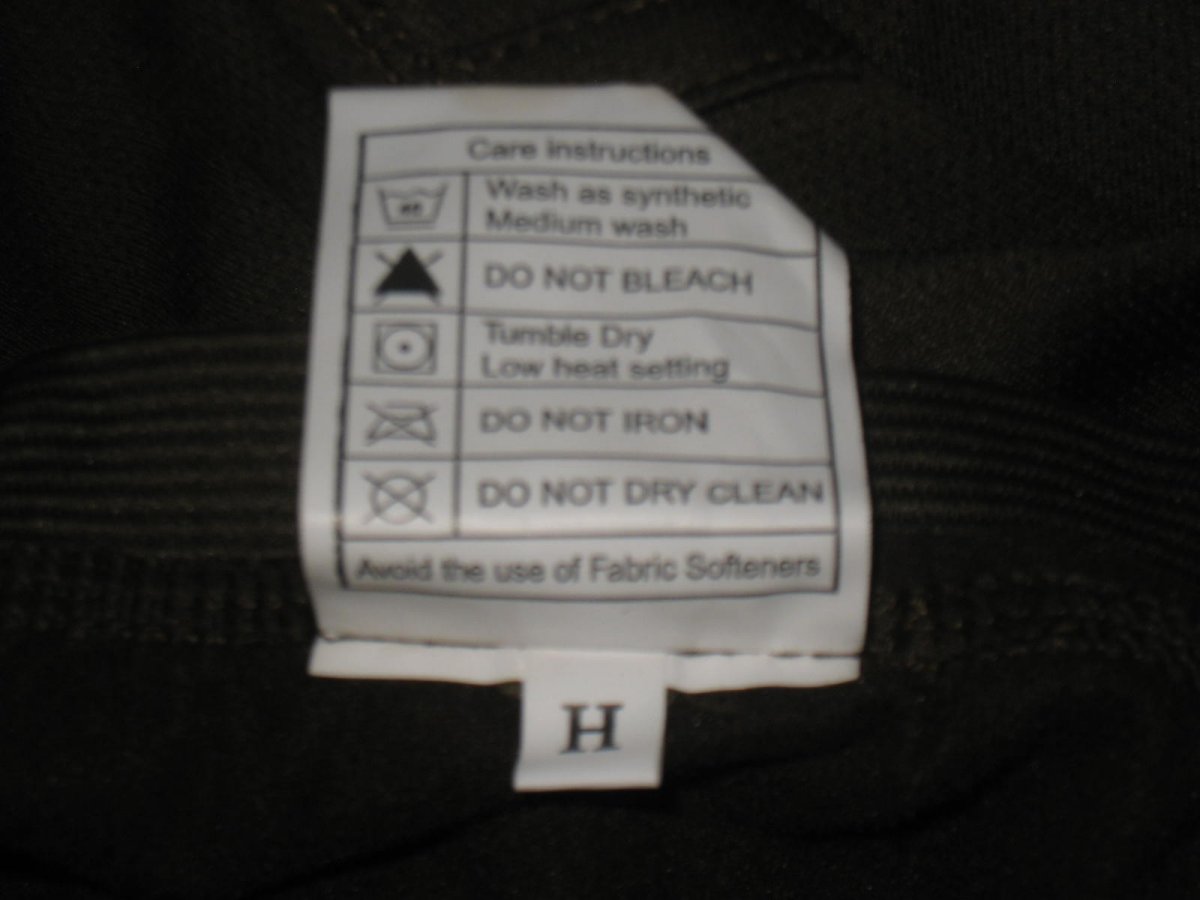 Care instructions
Wash as synthetic
Medium wash
DO NOT BLEACH
Tumble Dry
Low heat setting
DO NOT IRON
DO NOT DRY CLEAN
Avoid the use of Fabric Softeners
H